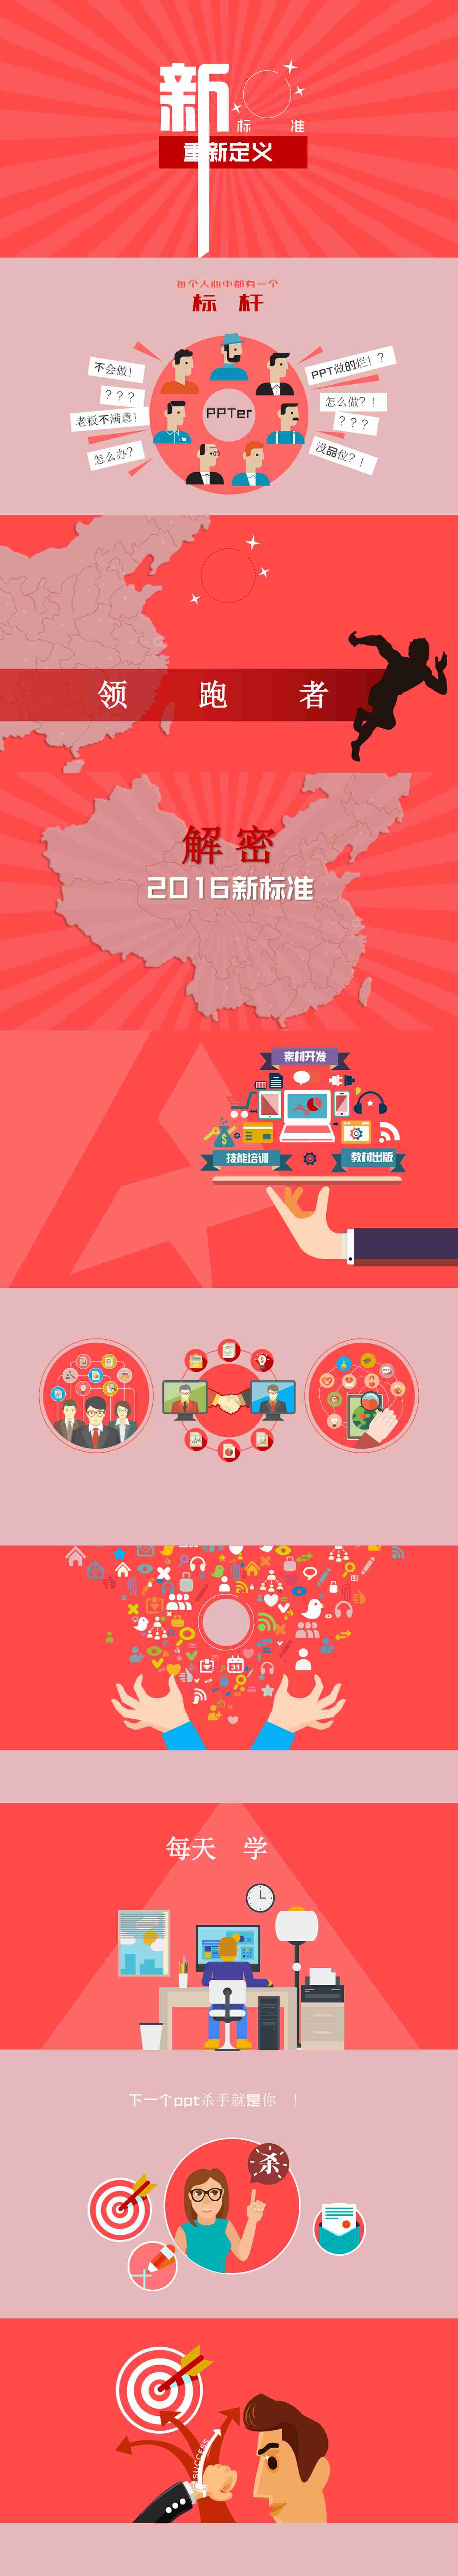 新
标 准
重新定义
每个人心中都有一个
标 杆
不会做！
？？？
老板不满意！
怎么办？
PPTer
PPT做的烂！？
怎么做？！
？？？
没品位？！
领 跑 者
解 密
2016新标准
素材开发
$
技能培训
教材出版
31
每天 学
下一个ppt杀手就是你 ！
杀
SUCCESS